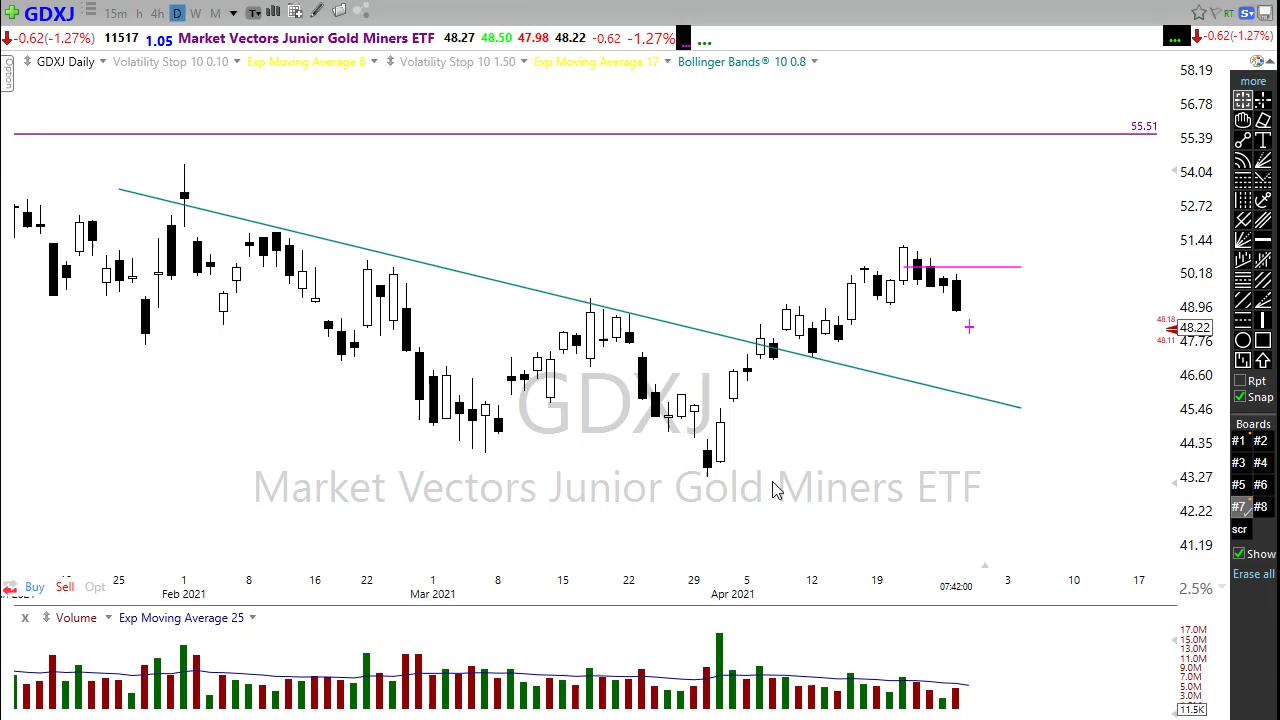 GDXJ 15m h 4h D W M T RT S
-0.62(-1.27%) 11517 1.05 Market Vectors Junior Gold Miners ETF 48.27 48.50 47.98 48.22 -0.62 -1.27% ... ... -0.62(-1.27%)
Option
GDXJ Daily Volatility Stop 10 0.10 Exp Moving Average 8 Volatility Stop 10 1.50 Exp Moving Average 17 Bollinger Bands® 10 0.8
58.19
more
56.78
55.51
55.39
54.04
52.72
51.44
50.18
48.96
48.18
48.22
48.11
47.76
46.60
Rpt
Snap
45.46
Boards
#1 #2
44.35
#3 #4
43.27
#5 #6
42.22
#7 #8
scr
41.19
Show
Erase all
GDXJ
Market Vectors Junior Gold Miners ETF
25 1 8 16 22 1 8 15 22 29 5 12 19 3 10 17
Buy Sell Opt 07:42:00 2.5%
Feb 2021 Mar 2021 Apr 2021
x Volume Exp Moving Average 25
17.0M
15.0M
13.0M
11.0M
9.0M
7.0M
5.0M
3.0M
11.5K